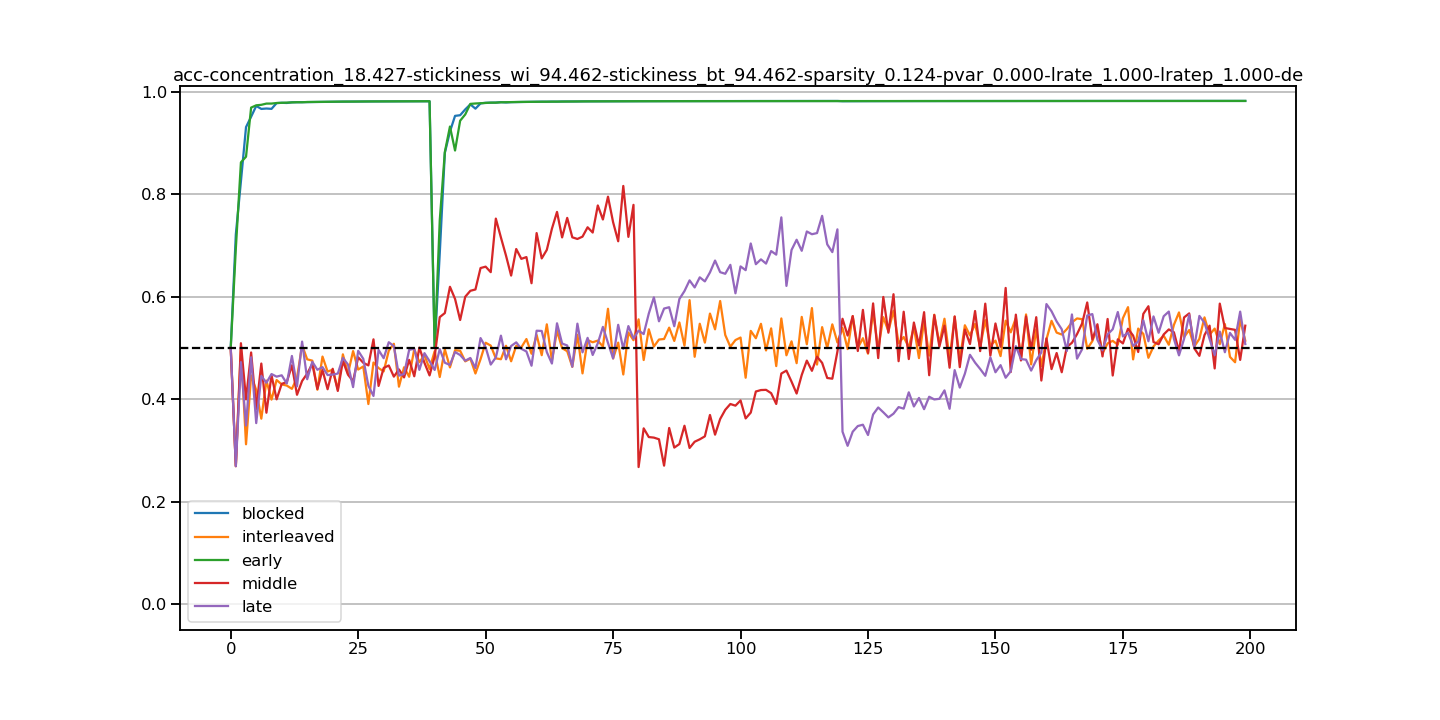 acc-concentration_18.427-stickiness_wi_94.462-stickiness_bt_94.462-sparsity_0.124-pvar_0.000-lrate_1.000-lratep_1.000-de
1.0
0.8
0.6
0.4
0.2
0.0
blocked
interleaved
early
middle
late
0 25 50 75 100 125 150 175 200